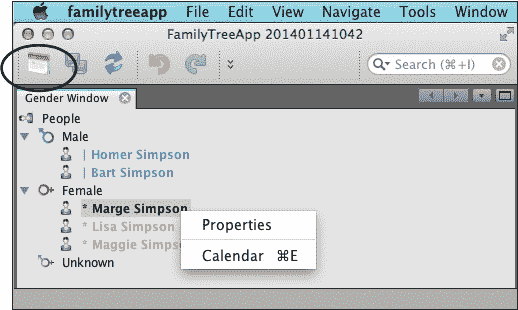 familytreeapp File Edit View Navigate Tools Window
FamilyTreeApp 201401141042
Search (⌘+I)
Gender Window
People
Male
| Homer Simpson
| Bart Simpson
Female
* Marge Simpson
Properties
* Lisa Simpson
* Maggie Simps
Calendar ⌘E
Unknown